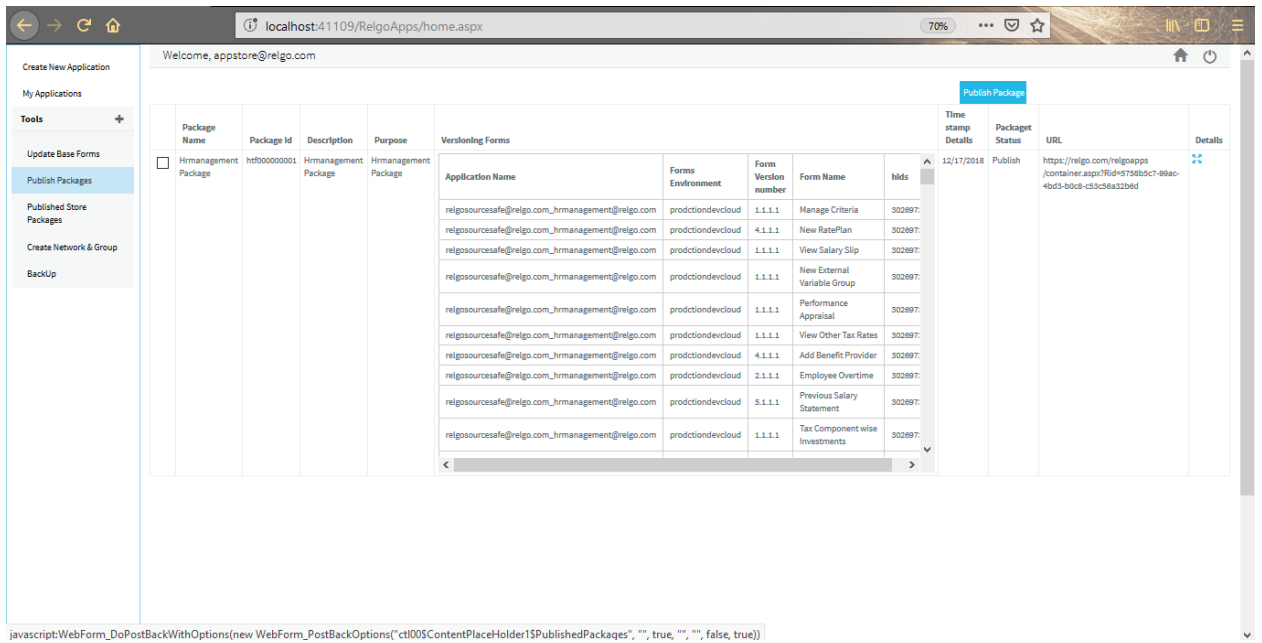 localhost:41109/RelgoApps/home.aspx
70%
Create New Application
My Applications
Tools
Update Base Forms
Publish Packages
Published Store
Packages
Create Network & Group
BackUp
Welcome, appstore@relgo.com
Publish Package
Package
Name
Package Id
Description
Purpose
Versioning Forms
Time
stamp
Details
Packaget
Status
URL
Details
Hrmanagement
Package
htf000000001
Hrmanagement
Package
Hrmanagement
Package
Application Name
Forms
Environment
Form
Version
number
Form Name
hids
relgosourcesafe@relgo.com_hrmanagement@relgo.com prodctiondevcloud 1.1.1.1 Manage Criteria 302697
relgosourcesafe@relgo.com_hrmanagement@relgo.com prodctiondevcloud 4.1.1.1 New RatePlan 302697
relgosourcesafe@relgo.com_hrmanagement@relgo.com prodctiondevcloud 1.1.1.1 View Salary Slip 302697
relgosourcesafe@relgo.com_hrmanagement@relgo.com prodctiondevcloud 1.1.1.1 New External
Variable Group 302697
relgosourcesafe@relgo.com_hrmanagement@relgo.com prodctiondevcloud 1.1.1.1 Performance
Appraisal 302697
relgosourcesafe@relgo.com_hrmanagement@relgo.com prodctiondevcloud 1.1.1.1 View Other Tax Rates 302697
relgosourcesafe@relgo.com_hrmanagement@relgo.com prodctiondevcloud 4.1.1.1 Add Benefit Provider 302697
relgosourcesafe@relgo.com_hrmanagement@relgo.com prodctiondevcloud 2.1.1.1 Employee Overtime 302697
relgosourcesafe@relgo.com_hrmanagement@relgo.com prodctiondevcloud 5.1.1.1 Previous Salary
Statement 302697
relgosourcesafe@relgo.com_hrmanagement@relgo.com prodctiondevcloud 1.1.1.1 Tax Component wise
Investments 302697
12/17/2018
Publish
https://relgo.com/relgoapps
/container.aspx?Rid=5758b5c7-99ac-
4bd3-b0c8-c53c56a32b6d
javascript:WebForm_DoPostBackWithOptions(new WebForm_PostBackOptions("ctl00$ContentPlaceHolder1$PublishedPackages", "", true, "", "", false, true))